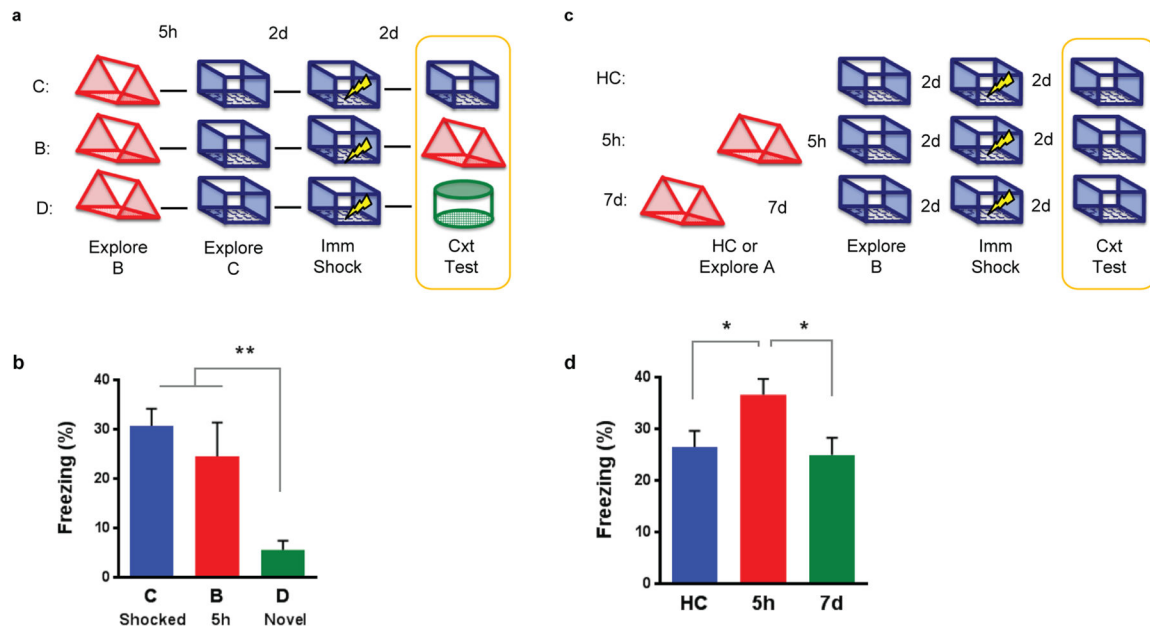 a
5h 2d 2d
C:
B:
D:
Explore B
Explore C
Imm Shock
Cxt Test
c
HC:
2d 2d
5h:
5h 2d 2d
7d:
7d 2d 2d
HC or Explore A
Explore B
Imm Shock
Cxt Test
b
**
Freezing (%)
40
30
20
10
0
C B D
Shocked 5h Novel
d
* *
Freezing (%)
40
30
20
10
0
HC 5h 7d